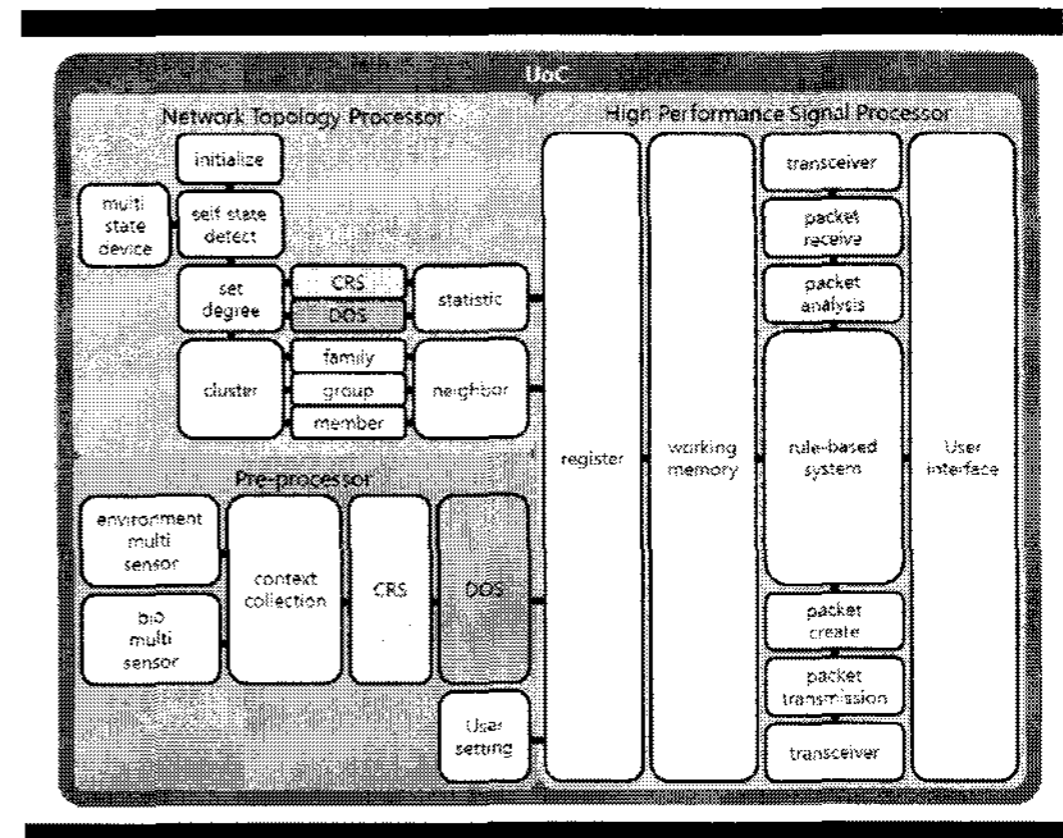 UoC
Network Topology Processor
initialize
multi
state
device
self state
detect
set
degree
CRS
DOS
statistic
cluster
family
group
member
neighbor
Pre-processor
environment
multi
sensor
bio
multi
sensor
context
collection
CRS
DOS
User
setting
High Performance Signal Processor
register
working
memory
transceiver
packet
receive
packet
analysis
rule-based
system
packet
create
packet
transmission
transceiver
User
interface